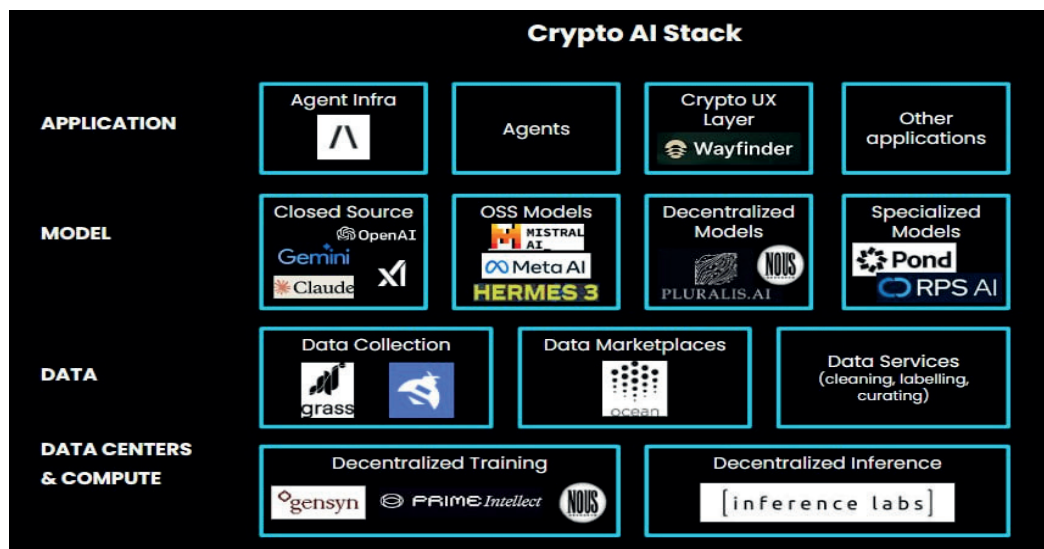 Crypto AI Stack
APPLICATION
Agent Infra
Agents
Crypto UX
Layer
Wayfinder
Other
applications
MODEL
Closed Source
OpenAI
Gemini
Claude
xAI
OSS Models
MISTRAL
AI_
Meta AI
HERMES 3
Decentralized
Models
PLURALIS.AI
NOUS
Specialized
Models
Pond
RPS AI
DATA
Data Collection
grass
Data Marketplaces
ocean
Data Services
(cleaning, labelling,
curating)
DATA CENTERS
& COMPUTE
Decentralized Training
gensyn
PRIME Intellect
NOUS
Decentralized Inference
[inference labs]